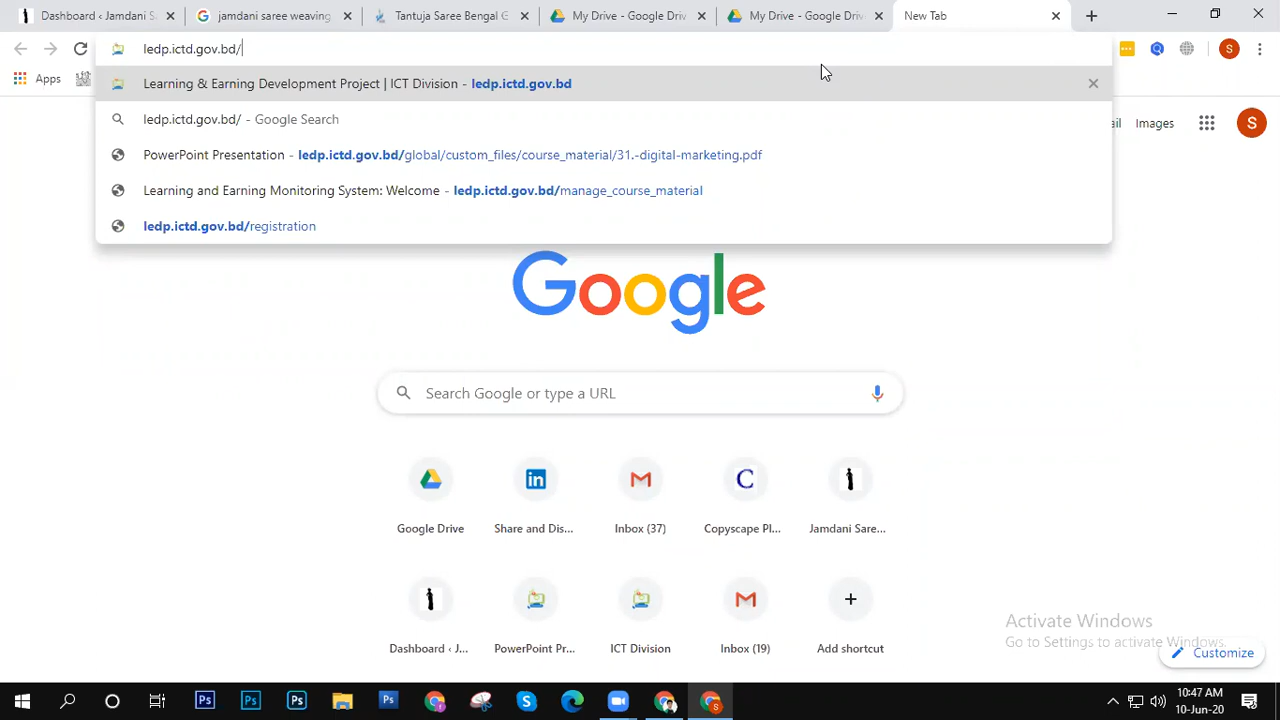 Dashboard ‹ Jamdani S
jamdani saree weaving
Tantuja Saree Bengal
My Drive - Google Dri
My Drive - Google Driv
New Tab
ledp.ictd.gov.bd/
S
Apps
Learning & Earning Development Project | ICT Division - ledp.ictd.gov.bd
ledp.ictd.gov.bd/ - Google Search
PowerPoint Presentation - ledp.ictd.gov.bd/global/custom_files/course_material/31.-digital-marketing.pdf
Learning and Earning Monitoring System: Welcome - ledp.ictd.gov.bd/manage_course_material
ledp.ictd.gov.bd/registration
ail Images S
Google
Search Google or type a URL
Google Drive
Share and Dis...
Inbox (37)
Copyscape Pl...
Jamdani Sare...
Dashboard ‹ J...
PowerPoint Pr...
ICT Division
Inbox (19)
Add shortcut
Activate Windows
Go to Settings to activate Windows.
Customize
10:47 AM
10-Jun-20